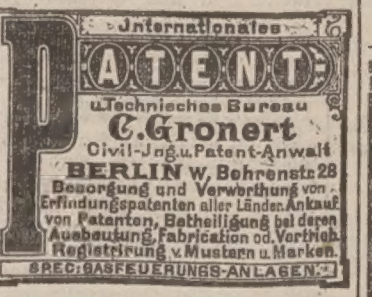 Internationales
PATENT
u. Technisches Bureau
C. Gronert
Civil-Jng. u. Patent-Anwalt
BERLIN W, Behrenstr. 28
Besorgung und Verwerthung von
Erfindungspatenten aller Länder. Ankauf
von Patenten, Betheiligung bei deren
Ausbeutung, Fabrication od. Vertrieb.
Registrirung v. Mustern u. Marken.
SPEC: GASFEUERUNGS-ANLAGEN.